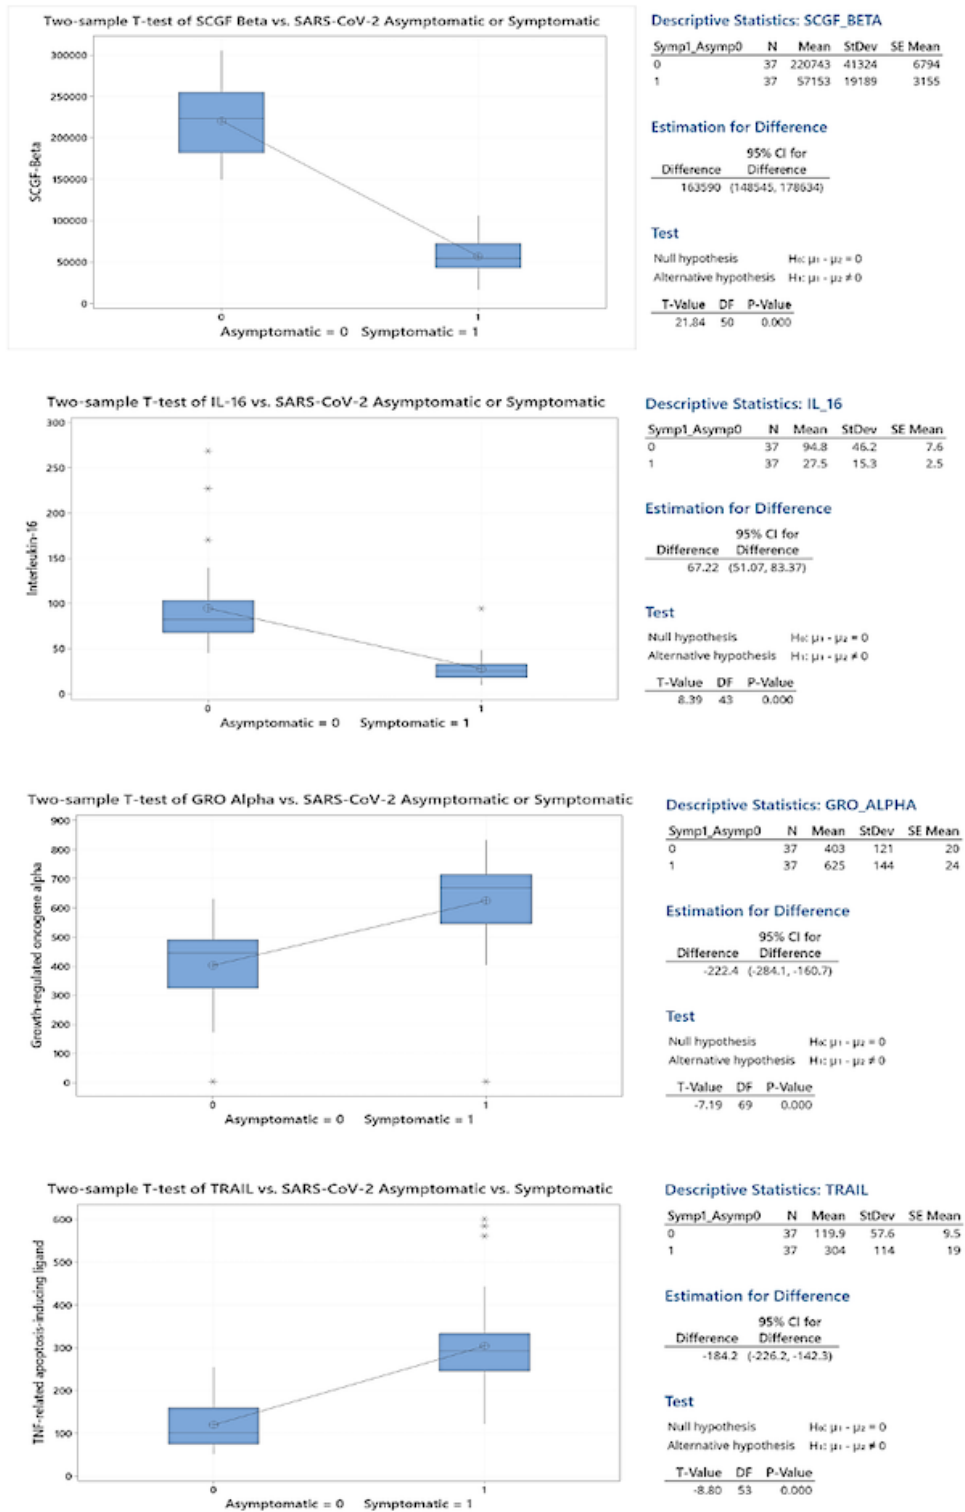 Two-sample T-test of SCGF Beta vs. SARS-CoV-2 Asymptomatic or Symptomatic
300000
250000
200000
150000
100000
50000
0
SCGF-Beta
0 1
Asymptomatic = 0 Symptomatic = 1
Descriptive Statistics: SCGF_BETA
Symp1_Asymp0 N Mean StDev SE Mean
0 37 220743 41324 6794
1 37 57153 19189 3155
Estimation for Difference
95% CI for
Difference Difference
163590 (148545, 178634)
Test
Null hypothesis H₀: μ₁ - μ₂ = 0
Alternative hypothesis H₁: μ₁ - μ₂ ≠ 0
T-Value DF P-Value
21.84 50 0.000
Two-sample T-test of IL-16 vs. SARS-CoV-2 Asymptomatic or Symptomatic
300
250
200
150
100
50
0
Interleukin-16
0 1
Asymptomatic = 0 Symptomatic = 1
Descriptive Statistics: IL_16
Symp1_Asymp0 N Mean StDev SE Mean
0 37 94.8 46.2 7.6
1 37 27.5 15.3 2.5
Estimation for Difference
95% CI for
Difference Difference
67.22 (51.07, 83.37)
Test
Null hypothesis H₀: μ₁ - μ₂ = 0
Alternative hypothesis H₁: μ₁ - μ₂ ≠ 0
T-Value DF P-Value
8.39 43 0.000
Two-sample T-test of GRO Alpha vs. SARS-CoV-2 Asymptomatic or Symptomatic
900
800
700
600
500
400
300
200
100
0
Growth-regulated oncogene alpha
0 1
Asymptomatic = 0 Symptomatic = 1
Descriptive Statistics: GRO_ALPHA
Symp1_Asymp0 N Mean StDev SE Mean
0 37 403 121 20
1 37 625 144 24
Estimation for Difference
95% CI for
Difference Difference
-222.4 (-284.1, -160.7)
Test
Null hypothesis H₀: μ₁ - μ₂ = 0
Alternative hypothesis H₁: μ₁ - μ₂ ≠ 0
T-Value DF P-Value
-7.19 69 0.000
Two-sample T-test of TRAIL vs. SARS-CoV-2 Asymptomatic vs. Symptomatic
600
500
400
300
200
100
0
TNF-related apoptosis-inducing ligand
0 1
Asymptomatic = 0 Symptomatic = 1
Descriptive Statistics: TRAIL
Symp1_Asymp0 N Mean StDev SE Mean
0 37 119.9 57.6 9.5
1 37 304 114 19
Estimation for Difference
95% CI for
Difference Difference
-184.2 (-226.2, -142.3)
Test
Null hypothesis H₀: μ₁ - μ₂ = 0
Alternative hypothesis H₁: μ₁ - μ₂ ≠ 0
T-Value DF P-Value
-8.80 53 0.000